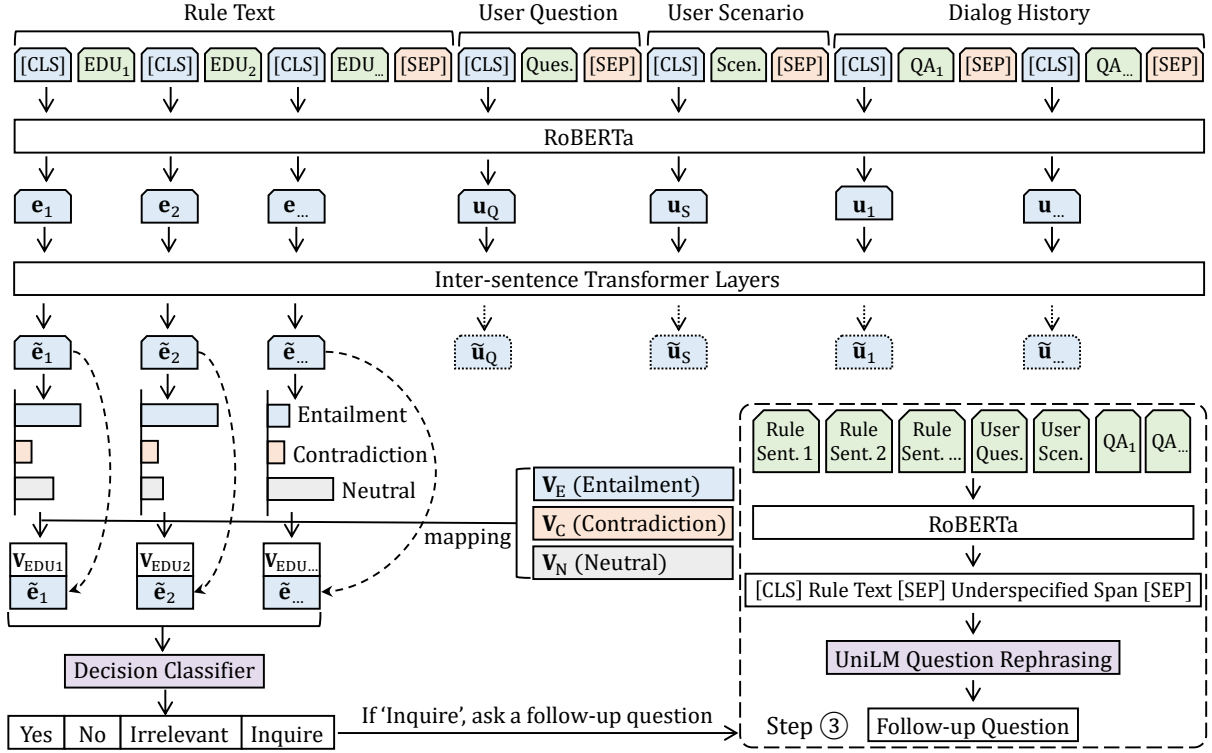 Rule Text User Question User Scenario Dialog History
[CLS] EDU1 [CLS] EDU2 [CLS] EDU... [SEP] [CLS] Ques. [SEP] [CLS] Scen. [SEP] [CLS] QA1 [SEP] [CLS] QA... [SEP]
RoBERTa
e1 e2 e... uQ uS u1 u...
Inter-sentence Transformer Layers
ẽ1 ẽ2 ẽ... ũQ ũS ũ1 ũ...
Entailment
Contradiction
Neutral
mapping
VE (Entailment)
VC (Contradiction)
VN (Neutral)
VEDU1 VEDU2 VEDU...
ẽ1 ẽ2 ẽ...
Decision Classifier
Yes No Irrelevant Inquire
If ‘Inquire’, ask a follow-up question
Rule Sent. 1
Rule Sent. 2
Rule Sent. ...
User Ques.
User Scen.
QA1
QA...
RoBERTa
[CLS] Rule Text [SEP] Underspecified Span [SEP]
UniLM Question Rephrasing
Step ③ Follow-up Question